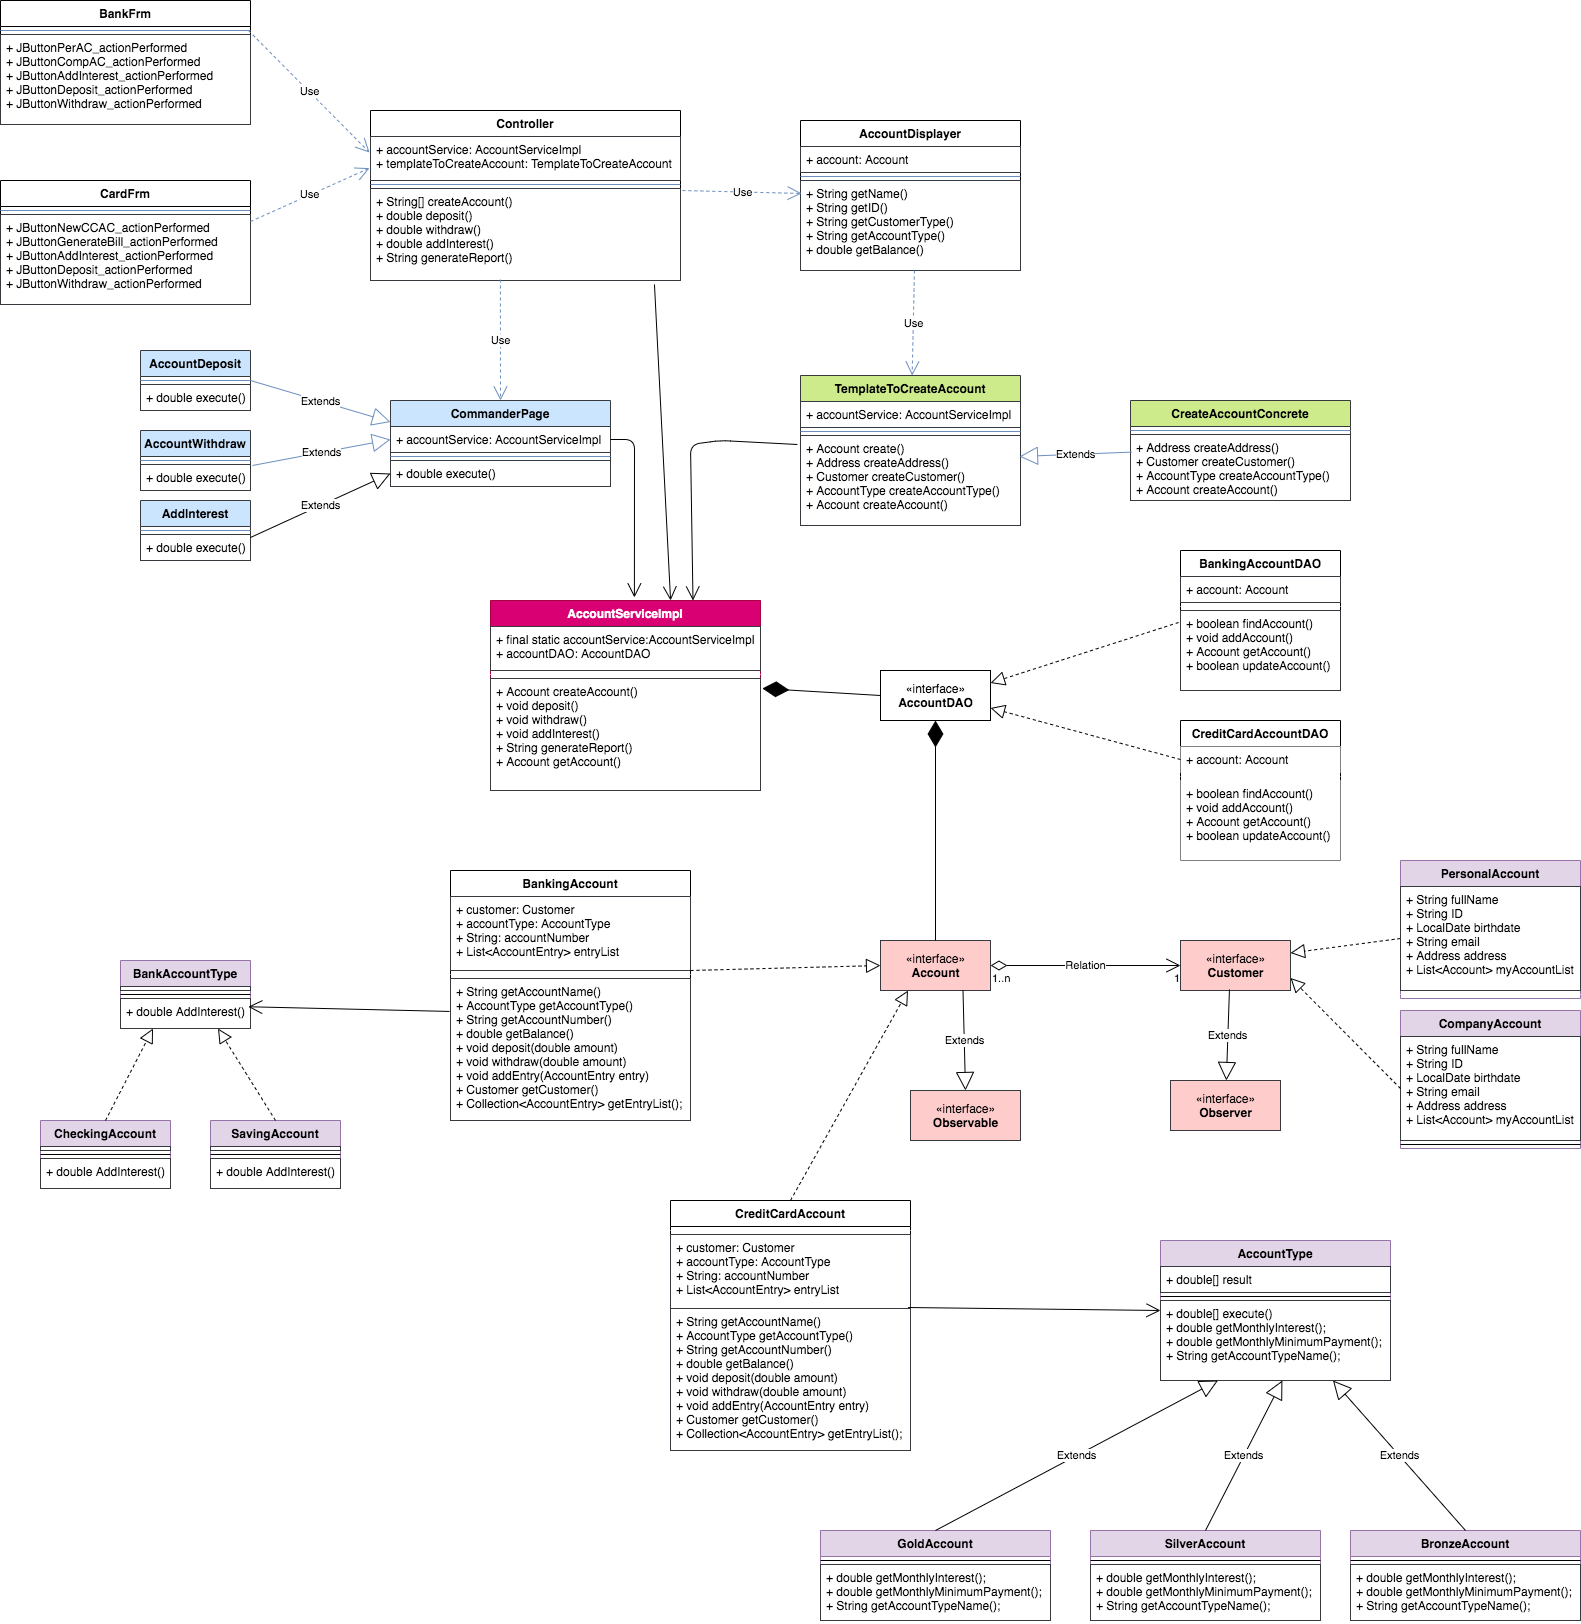 BankFrm
+ JButtonPerAC_actionPerformed
+ JButtonCompAC_actionPerformed
+ JButtonAddInterest_actionPerformed
+ JButtonDeposit_actionPerformed
+ JButtonWithdraw_actionPerformed
Use
CardFrm
+ JButtonNewCCAC_actionPerformed
+ JButtonGenerateBill_actionPerformed
+ JButtonAddInterest_actionPerformed
+ JButtonDeposit_actionPerformed
+ JButtonWithdraw_actionPerformed
Use
Controller
+ accountService: AccountServiceImpl
+ templateToCreateAccount: TemplateToCreateAccount
+ String[] createAccount()
+ double deposit()
+ double withdraw()
+ double addInterest()
+ String generateReport()
Use
AccountDisplayer
+ account: Account
+ String getName()
+ String getID()
+ String getCustomerType()
+ String getAccountType()
+ double getBalance()
Use
Use
AccountDeposit
+ double execute()
Extends
AccountWithdraw
+ double execute()
Extends
AddInterest
+ double execute()
Extends
CommanderPage
+ accountService: AccountServiceImpl
+ double execute()
TemplateToCreateAccount
+ accountService: AccountServiceImpl
+ Account create()
+ Address createAddress()
+ Customer createCustomer()
+ AccountType createAccountType()
+ Account createAccount()
Extends
CreateAccountConcrete
+ Address createAddress()
+ Customer createCustomer()
+ AccountType createAccountType()
+ Account createAccount()
AccountServiceImpl
+ final static accountService:AccountServiceImpl
+ accountDAO: AccountDAO
+ Account createAccount()
+ void deposit()
+ void withdraw()
+ void addInterest()
+ String generateReport()
+ Account getAccount()
«interface»
AccountDAO
BankingAccountDAO
+ account: Account
+ boolean findAccount()
+ void addAccount()
+ Account getAccount()
+ boolean updateAccount()
CreditCardAccountDAO
+ account: Account
+ boolean findAccount()
+ void addAccount()
+ Account getAccount()
+ boolean updateAccount()
BankingAccount
+ customer: Customer
+ accountType: AccountType
+ String: accountNumber
+ List<AccountEntry> entryList
+ String getAccountName()
+ AccountType getAccountType()
+ String getAccountNumber()
+ double getBalance()
+ void deposit(double amount)
+ void withdraw(double amount)
+ void addEntry(AccountEntry entry)
+ Customer getCustomer()
+ Collection<AccountEntry> getEntryList();
BankAccountType
+ double AddInterest()
CheckingAccount
+ double AddInterest()
SavingAccount
+ double AddInterest()
«interface»
Account
1..n
Relation
1
«interface»
Customer
Extends
Extends
«interface»
Observable
«interface»
Observer
PersonalAccount
+ String fullName
+ String ID
+ LocalDate birthdate
+ String email
+ Address address
+ List<Account> myAccountList
CompanyAccount
+ String fullName
+ String ID
+ LocalDate birthdate
+ String email
+ Address address
+ List<Account> myAccountList
CreditCardAccount
+ customer: Customer
+ accountType: AccountType
+ String: accountNumber
+ List<AccountEntry> entryList
+ String getAccountName()
+ AccountType getAccountType()
+ String getAccountNumber()
+ double getBalance()
+ void deposit(double amount)
+ void withdraw(double amount)
+ void addEntry(AccountEntry entry)
+ Customer getCustomer()
+ Collection<AccountEntry> getEntryList();
AccountType
+ double[] result
+ double[] execute()
+ double getMonthlyInterest();
+ double getMonthlyMinimumPayment();
+ String getAccountTypeName();
Extends
Extends
Extends
GoldAccount
+ double getMonthlyInterest();
+ double getMonthlyMinimumPayment();
+ String getAccountTypeName();
SilverAccount
+ double getMonthlyInterest();
+ double getMonthlyMinimumPayment();
+ String getAccountTypeName();
BronzeAccount
+ double getMonthlyInterest();
+ double getMonthlyMinimumPayment();
+ String getAccountTypeName();